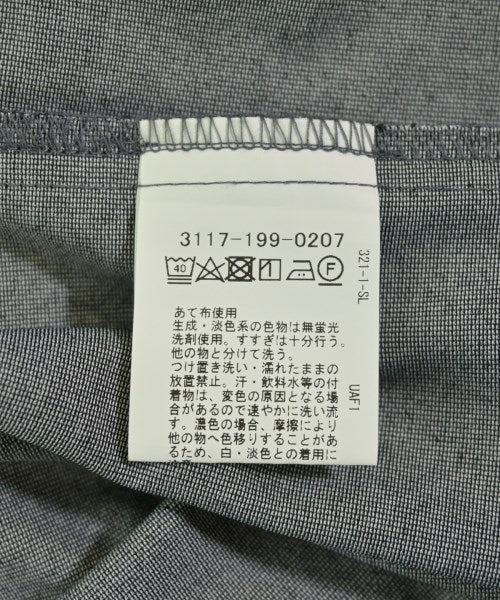 3117-199-0207
40
F
あて布使用
生成・淡色系の色物は無蛍光
洗剤使用。すすぎは十分行う。
他の物と分けて洗う。
つけ置き洗い・濡れたままの
放置禁止。汗・飲料水等の付
着物は、変色の原因となる場
合があるので速やかに洗い流
す。濃色の場合、摩擦により
他の物へ色移りすることがあ
るため、白・淡色との着用に
321-1-SL
UAF1